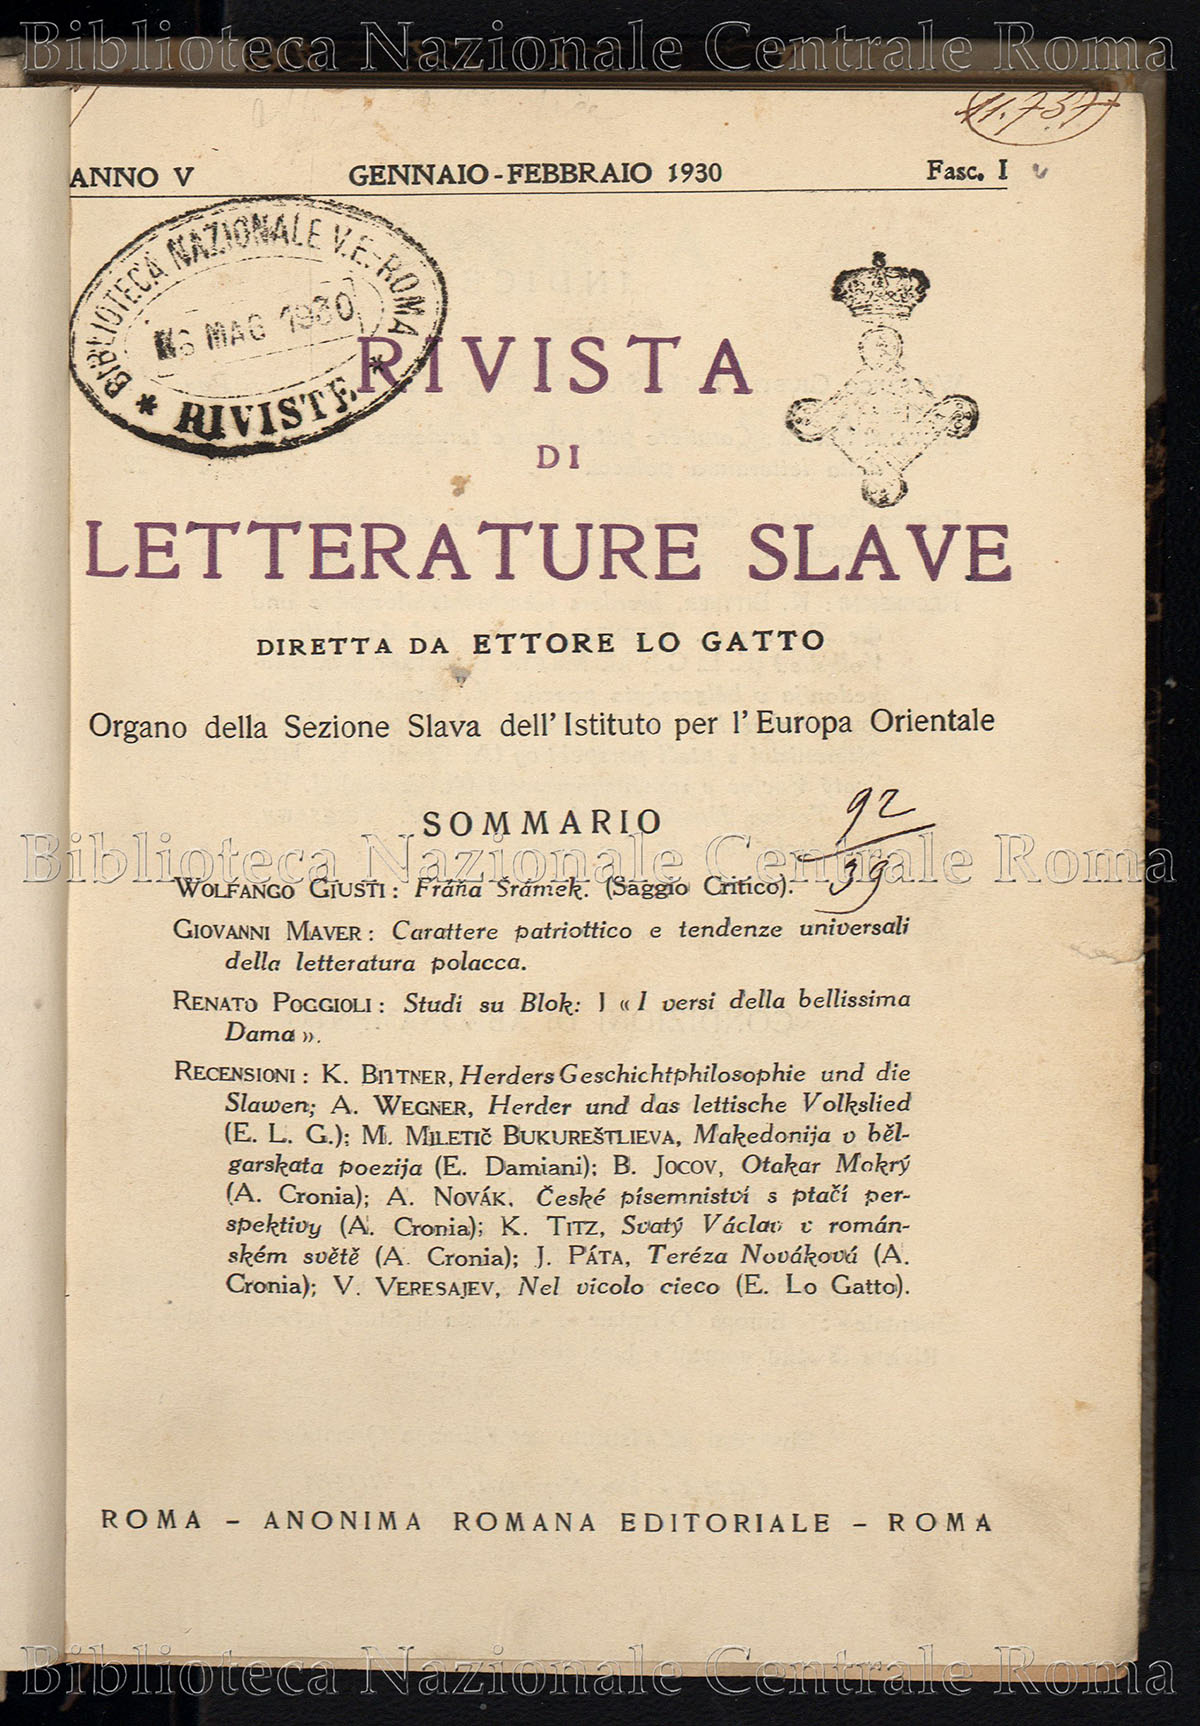 Biblioteca Nazionale Centrale Roma
11.737
ANNO V GENNAIO-FEBBRAIO 1930 Fasc. I
BIBLIOTECA NAZIONALE V.E-ROMA
MAG 1930
* RIVISTE *
RIVISTA
DI
LETTERATURE SLAVE
DIRETTA DA ETTORE LO GATTO
Organo della Sezione Slava dell'Istituto per l'Europa Orientale
SOMMARIO
92
39
Biblioteca Nazionale Centrale Roma
WOLFANGO GIUSTI: Fráňa Šrámek. (Saggio Critico).
GIOVANNI MAVER: Carattere patriottico e tendenze universali
della letteratura polacca.
RENATO POGGIOLI: Studi su Blok: I « I versi della bellissima
Dama ».
RECENSIONI: K. BITTNER, Herders Geschichtphilosophie und die
Slawen; A. WEGNER, Herder und das lettische Volkslied
(E. L. G.); M. MILETIČ BUKUREŠTLIEVA, Makedonija v běl-
garskata poezija (E. Damiani); B. JOCOV, Otakar Mokrý
(A. Cronia); A. NOVÁK, České písemniství s ptačí per-
spektivy (A. Cronia); K. TITZ, Svatý Václav v román-
ském světě (A. Cronia); J. PÁTA, Teréza Nováková (A.
Cronia); V. VERESAJEV, Nel vicolo cieco (E. Lo Gatto).
ROMA - ANONIMA ROMANA EDITORIALE - ROMA
Biblioteca Nazionale Centrale Roma